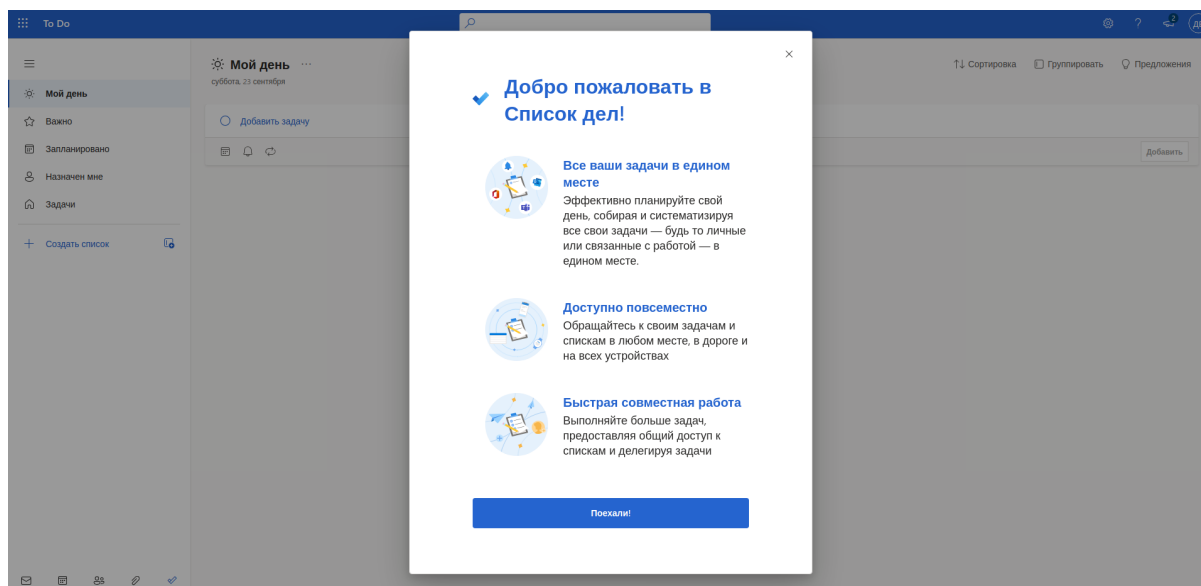 To Do
2
Мой день
суббота, 23 сентября
Сортировка
Группировать
Предложения
Мой день
Важно
Запланировано
Назначен мне
Задачи
Создать список
Добавить задачу
Добавить
Добро пожаловать в
Список дел!
Все ваши задачи в едином
месте
Эффективно планируйте свой
день, собирая и систематизируя
все свои задачи — будь то личные
или связанные с работой — в
едином месте.
Доступно повсеместно
Обращайтесь к своим задачам и
спискам в любом месте, в дороге и
на всех устройствах
Быстрая совместная работа
Выполняйте больше задач,
предоставляя общий доступ к
спискам и делегируя задачи
Поехали!